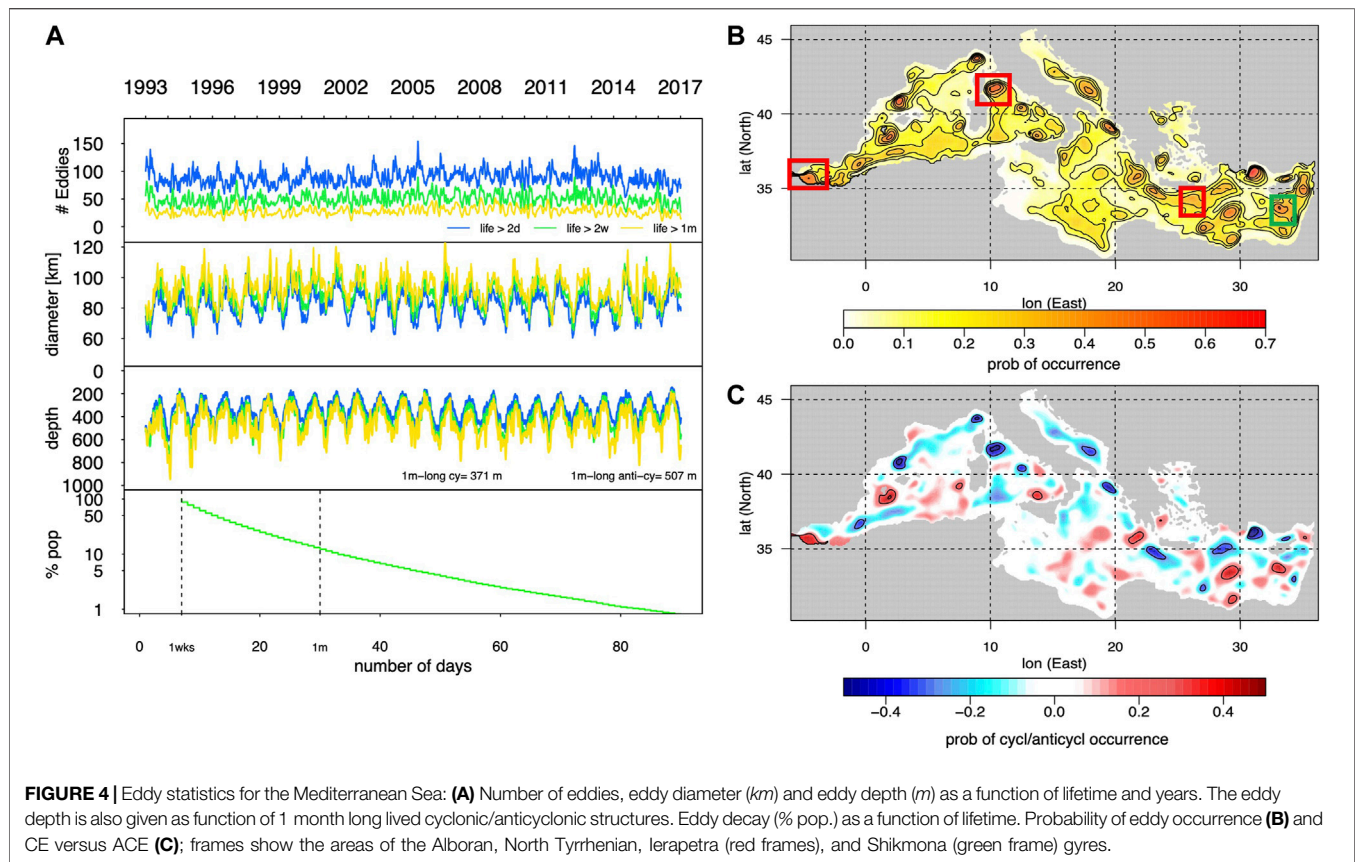 A
1993 1996 1999 2002 2005 2008 2011 2014 2017
# Eddies
150
100
50
0
life > 2d life > 2w life > 1m
diameter [km]
120
100
80
60
depth
0
200
400
600
800
1000
1m−long cy= 371 m 1m−long anti−cy= 507 m
% pop
100
50
10
5
1
0 1wks 20 1m 40 60 80
number of days
B
lat (North)
45
40
35
0 10 20 30
lon (East)
0.0 0.1 0.2 0.3 0.4 0.5 0.6 0.7
prob of occurrence
C
lat (North)
45
40
35
0 10 20 30
lon (East)
−0.4 −0.2 0.0 0.2 0.4
prob of cycl/anticycl occurrence
FIGURE 4 | Eddy statistics for the Mediterranean Sea: (A) Number of eddies, eddy diameter (km) and eddy depth (m) as a function of lifetime and years. The eddy
depth is also given as function of 1 month long lived cyclonic/anticyclonic structures. Eddy decay (% pop.) as a function of lifetime. Probability of eddy occurrence (B) and
CE versus ACE (C); frames show the areas of the Alboran, North Tyrrhenian, Ierapetra (red frames), and Shikmona (green frame) gyres.